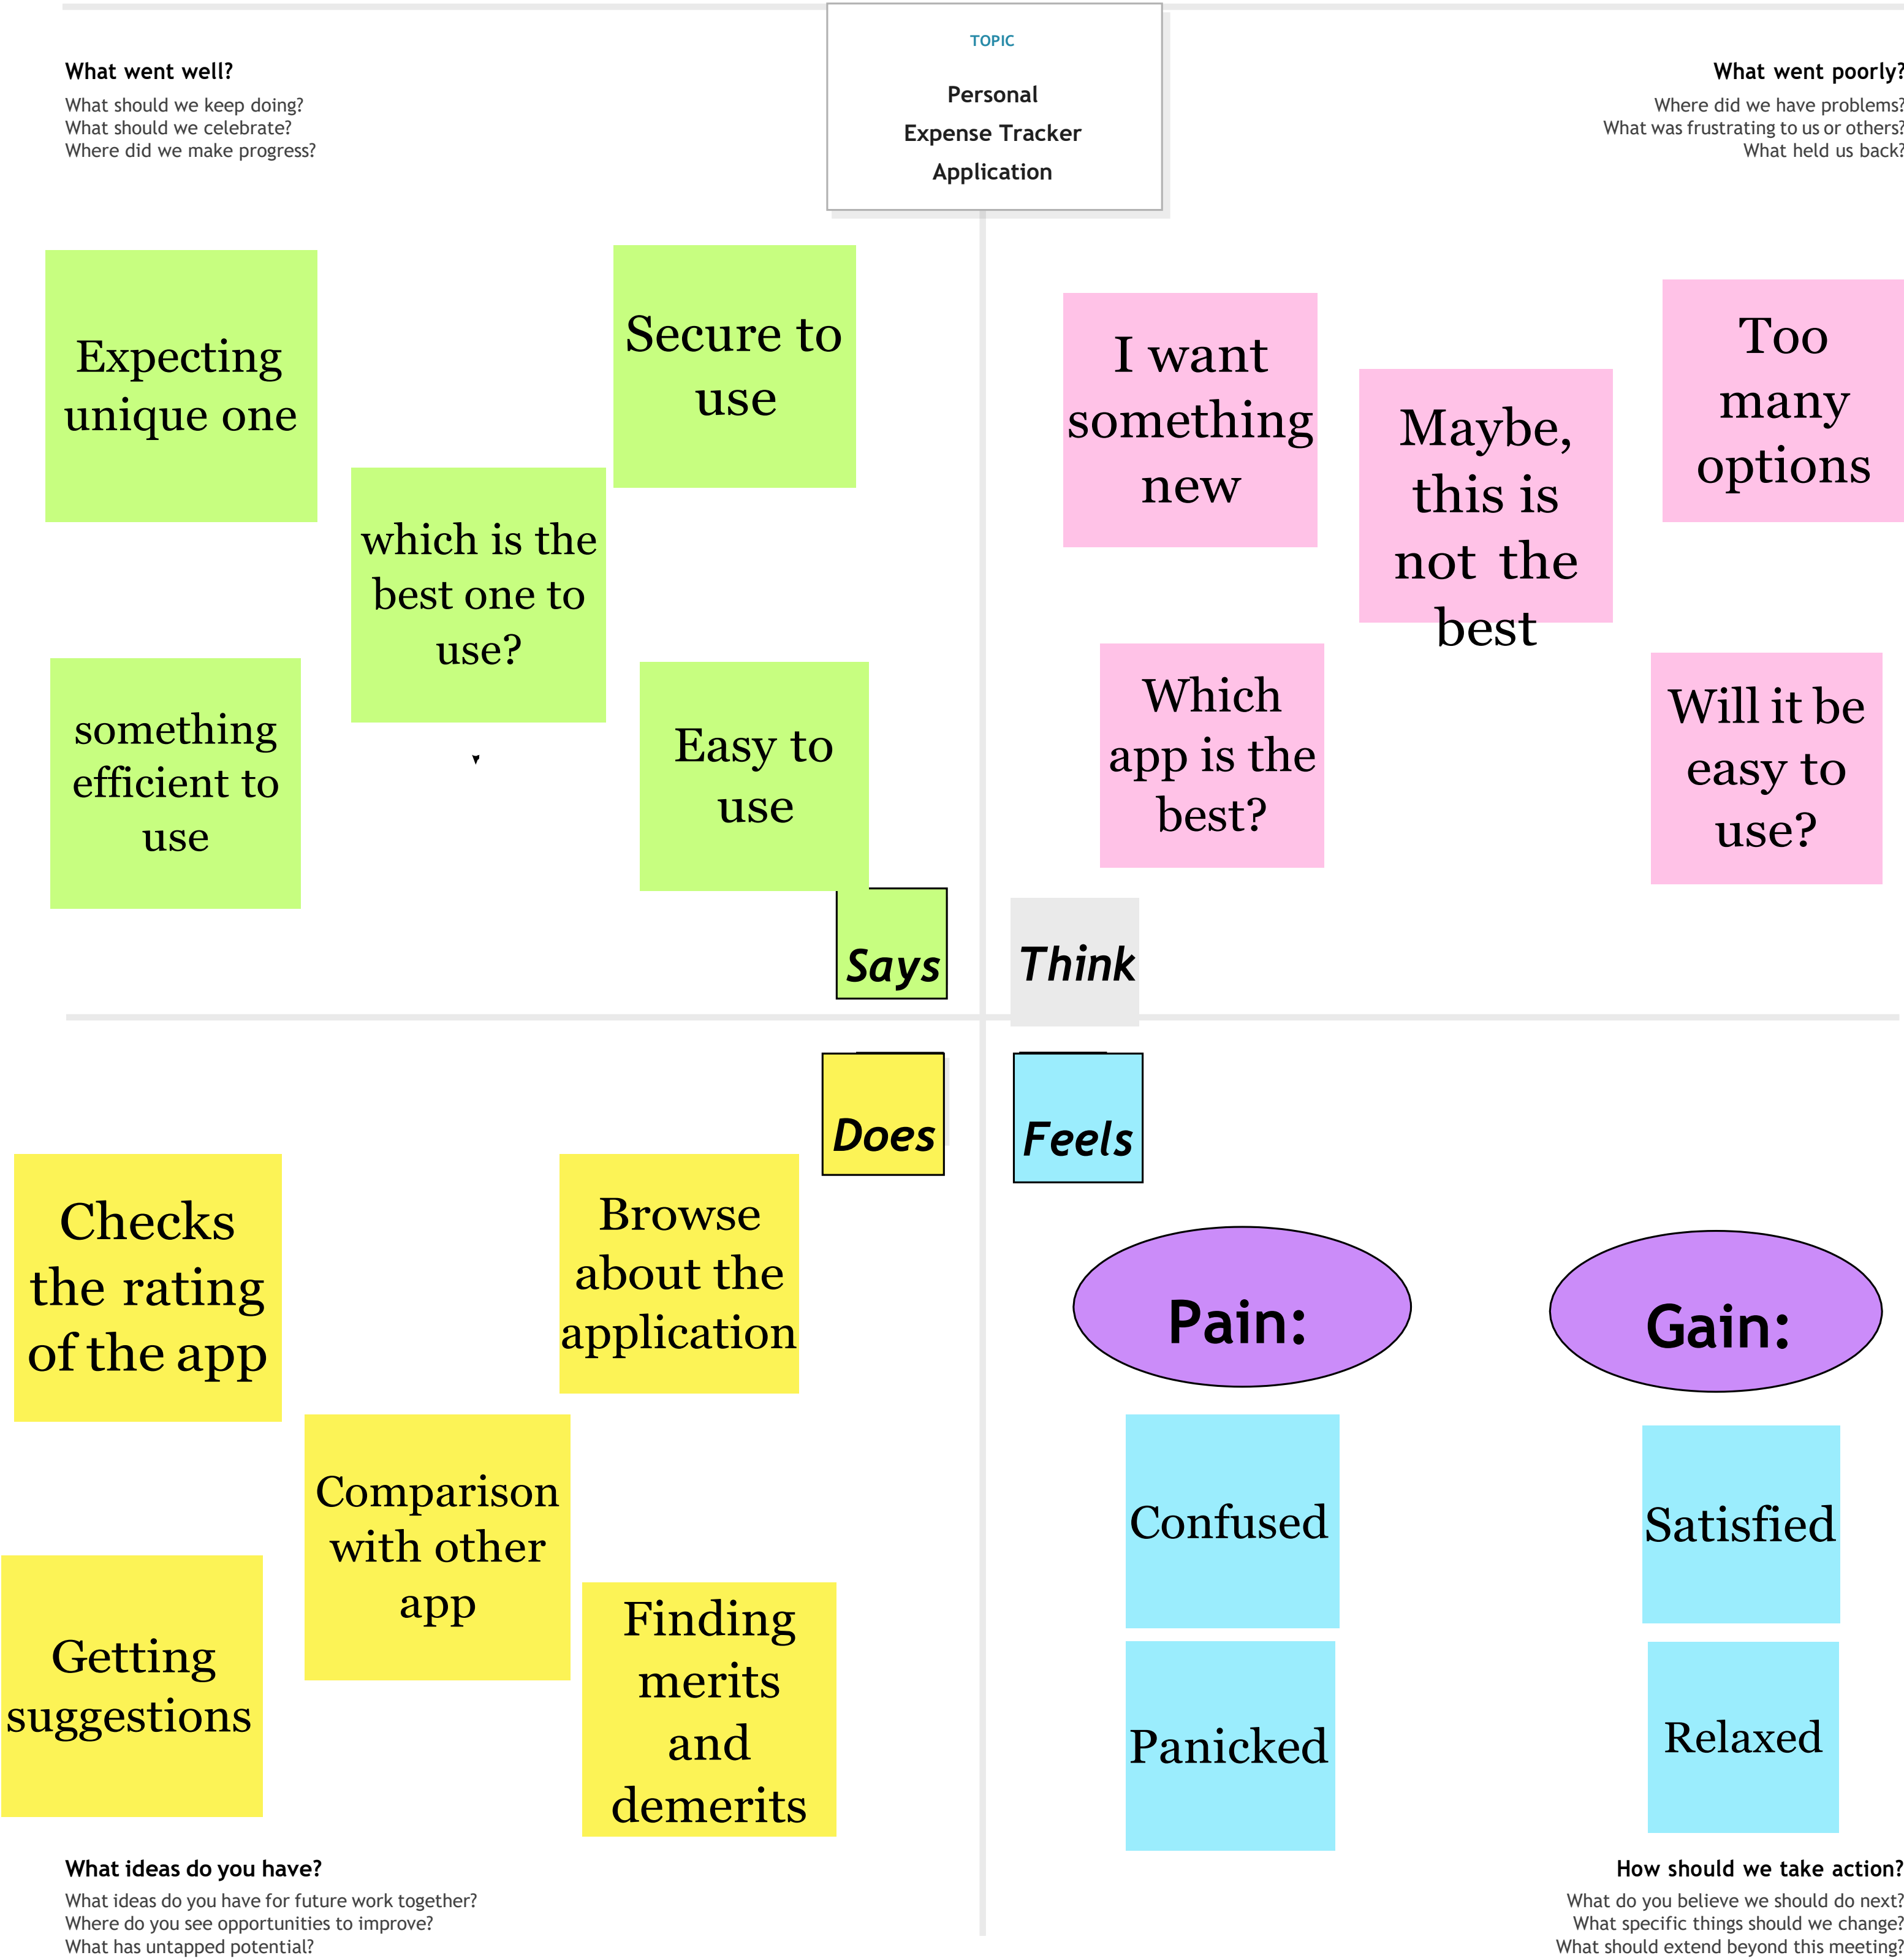 TOPIC
Personal
Expense Tracker
Application
What went well?
What should we keep doing?
What should we celebrate?
Where did we make progress?
What went poorly?
Where did we have problems?
What was frustrating to us or others?
What held us back?
Expecting
unique one
Secure to
use
which is the
best one to
use?
something
efficient to
use
Easy to
use
Says
I want
something
new
Maybe,
this is
not the
best
Too
many
options
Which
app is the
best?
Will it be
easy to
use?
Think
Does
Checks
the rating
of the app
Browse
about the
application
Comparison
with other
app
Getting
suggestions
Finding
merits
and
demerits
Feels
Pain:
Gain:
Confused
Satisfied
Panicked
Relaxed
What ideas do you have?
What ideas do you have for future work together?
Where do you see opportunities to improve?
What has untapped potential?
How should we take action?
What do you believe we should do next?
What specific things should we change?
What should extend beyond this meeting?